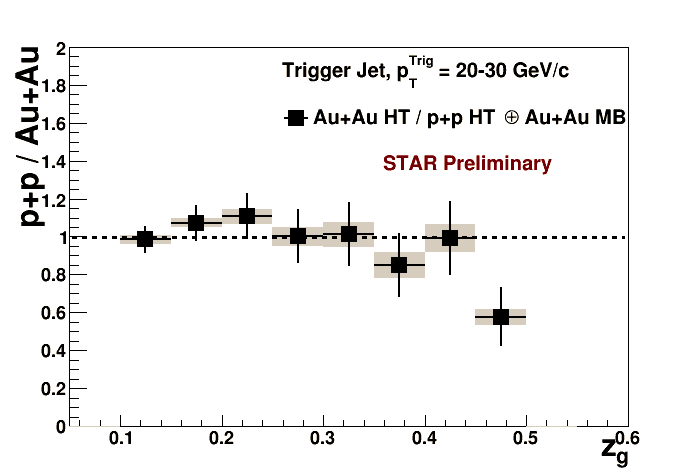 p+p / Au+Au
2
1.8
1.6
1.4
1.2
1
0.8
0.6
0.4
0.2
0
Trigger Jet, p_T^Trig = 20-30 GeV/c
Au+Au HT / p+p HT ⊕ Au+Au MB
STAR Preliminary
0.1 0.2 0.3 0.4 0.5 0.6
z_g